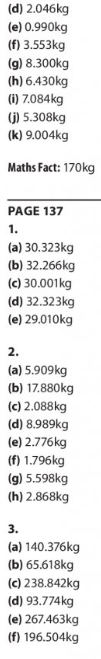 (d) 2.046kg
(e) 0.990kg
(f) 3.553kg
(g) 8.300kg
(h) 6.430kg
(i) 7.084kg
(j) 5.308kg
(k) 9.004kg
Maths Fact: 170kg
PAGE 137
1.
(a) 30.323kg
(b) 32.266kg
(c) 30.001kg
(d) 32.323kg
(e) 29.010kg
2.
(a) 5.909kg
(b) 17.880kg
(c) 2.088kg
(d) 8.989kg
(e) 2.776kg
(f) 1.796kg
(g) 5.598kg
(h) 2.868kg
3.
(a) 140.376kg
(b) 65.618kg
(c) 238.842kg
(d) 93.774kg
(e) 267.463kg
(f) 196.504kg